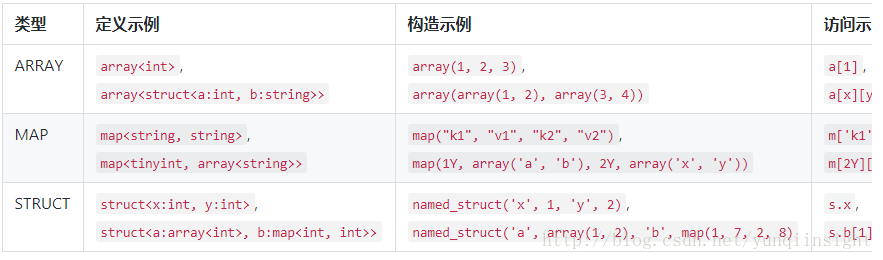 类型 定义示例 构造示例 访问示
ARRAY array<int>, array(1, 2, 3), a[1],
array<struct<a:int, b:string>> array(array(1, 2), array(3, 4)) a[x][y
MAP map<string, string>, map("k1", "v1", "k2", "v2"), m['k1'
map<tinyint, array<string>> map(1Y, array('a', 'b'), 2Y, array('x', 'y')) m[2Y][
STRUCT struct<x:int, y:int>, named_struct('x', 1, 'y', 2), s.x,
struct<a:array<int>, b:map<int, int>> named_struct('a', array(1, 2), 'b', map(1, 7, 2, 8) s.b[1]
http://blog.csdn.net/yunqiinsight